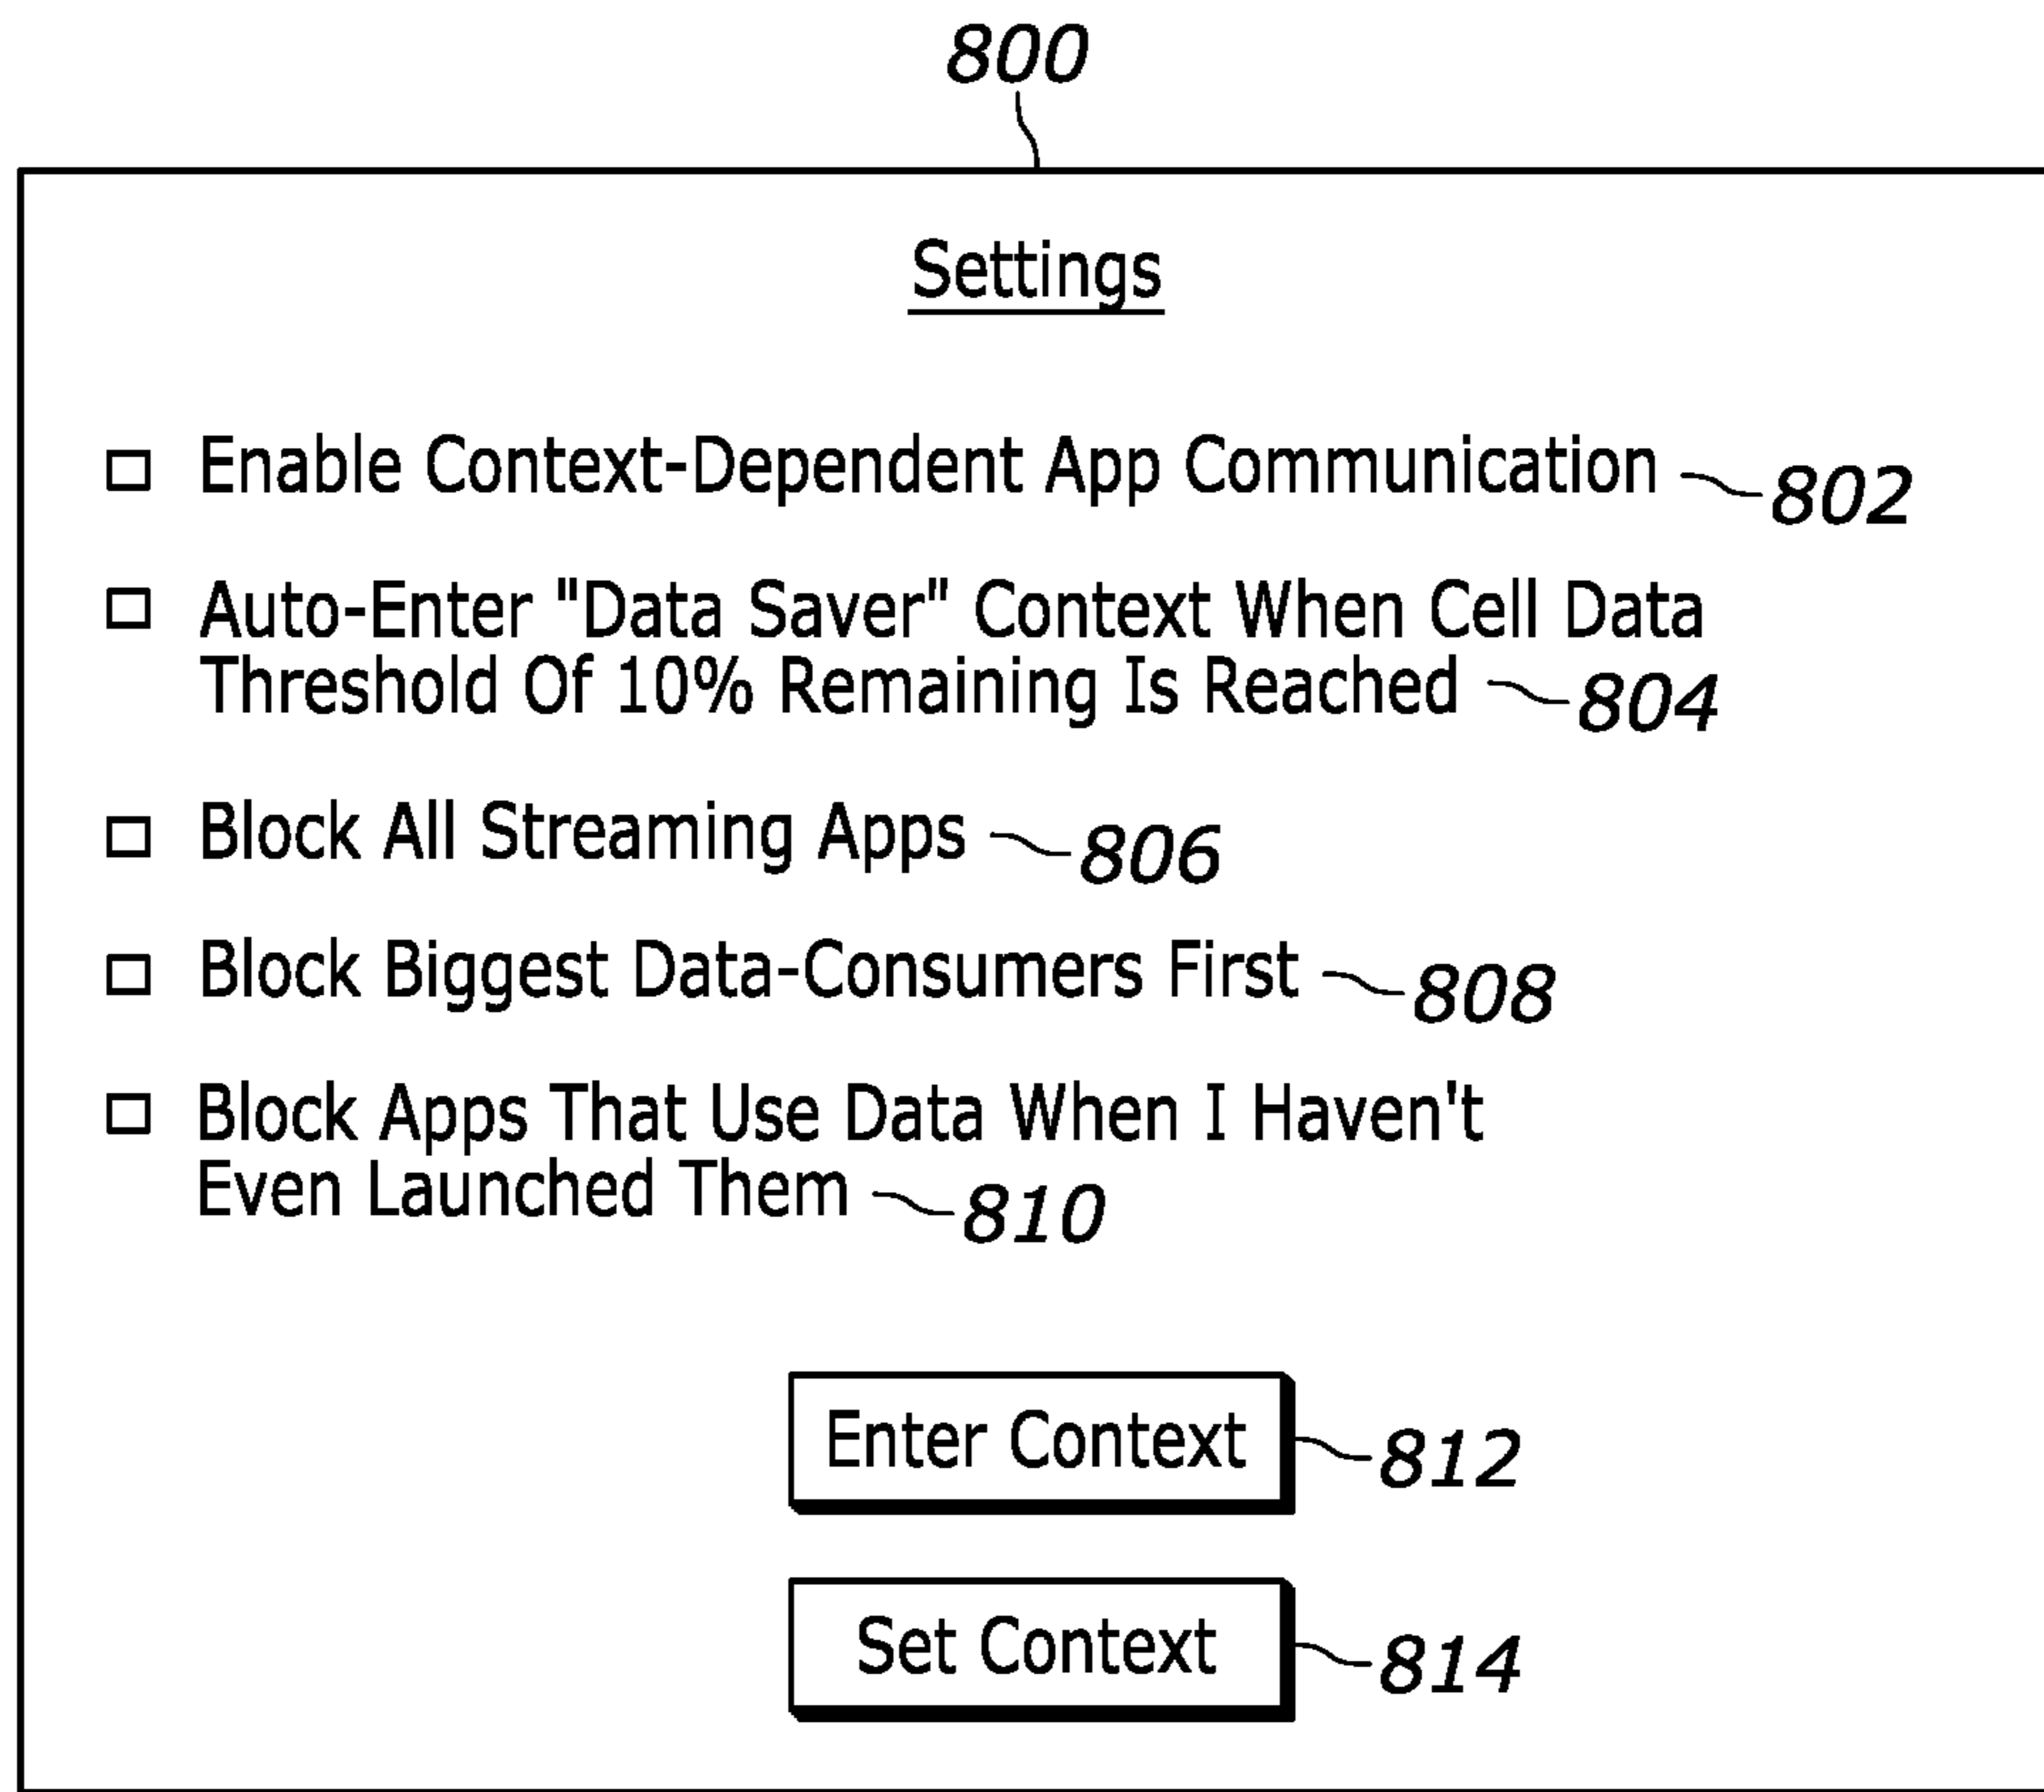 800
Settings
Enable Context-Dependent App Communication 802
Auto-Enter "Data Saver" Context When Cell Data
Threshold Of 10% Remaining Is Reached 804
Block All Streaming Apps 806
Block Biggest Data-Consumers First 808
Block Apps That Use Data When I Haven't
Even Launched Them 810
Enter Context 812
Set Context 814